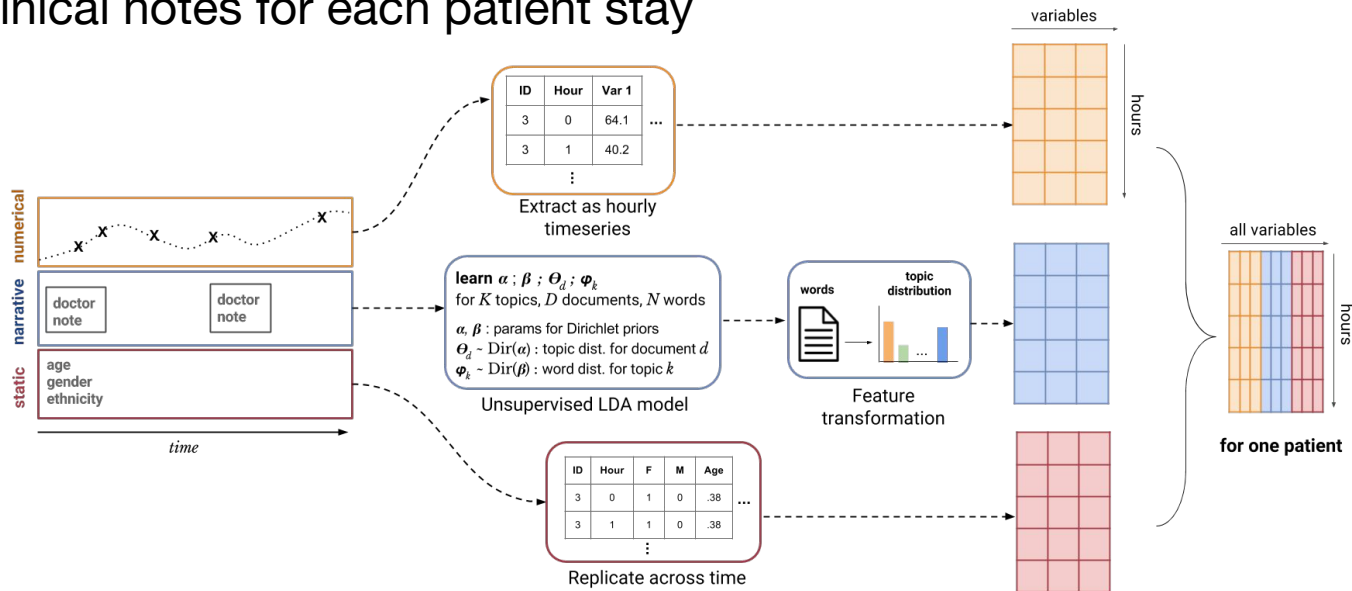 inical notes for each patient stay
variables
hours
ID Hour Var 1
3 0 64.1 ...
3 1 40.2
⋮
Extract as hourly
timeseries
numerical
X X X X X
narrative
doctor
note
doctor
note
static
age
gender
ethnicity
time
learn α ; β ; Θ_d ; φ_k
for K topics, D documents, N words
α, β : params for Dirichlet priors
Θ_d ~ Dir(α) : topic dist. for document d
φ_k ~ Dir(β) : word dist. for topic k
Unsupervised LDA model
words
topic
distribution
...
Feature
transformation
ID Hour F M Age
3 0 1 0 .38 ...
3 1 1 0 .38
⋮
Replicate across time
all variables
hours
for one patient